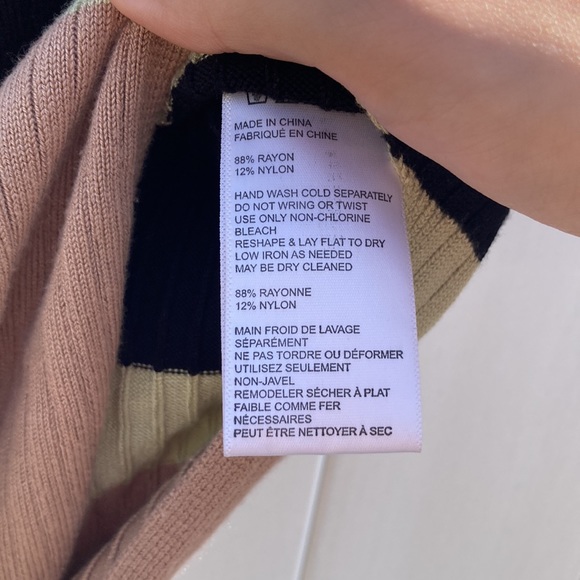 MADE IN CHINA
FABRIQUÉ EN CHINE
88% RAYON
12% NYLON
HAND WASH COLD SEPARATELY
DO NOT WRING OR TWIST
USE ONLY NON-CHLORINE
BLEACH
RESHAPE & LAY FLAT TO DRY
LOW IRON AS NEEDED
MAY BE DRY CLEANED
88% RAYONNE
12% NYLON
MAIN FROID DE LAVAGE
SÉPARÉMENT
NE PAS TORDRE OU DÉFORMER
UTILISEZ SEULEMENT
NON-JAVEL
REMODELER SÉCHER À PLAT
FAIBLE COMME FER
NÉCESSAIRES
PEUT ÊTRE NETTOYER À SEC